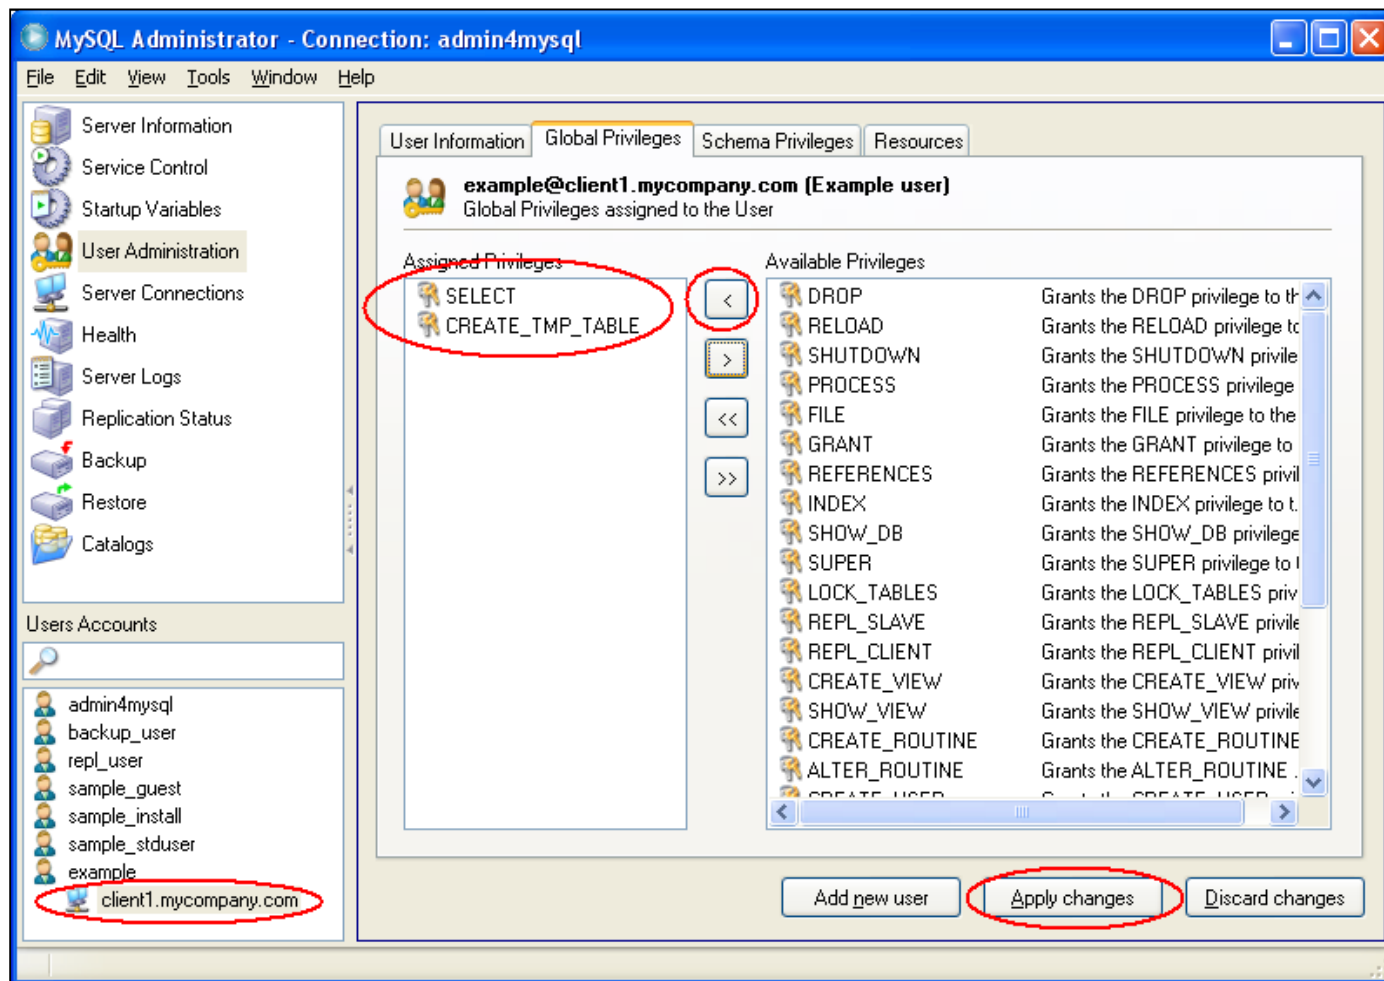 MySQL Administrator - Connection: admin4mysql
File Edit View Tools Window Help
Server Information
Service Control
Startup Variables
User Administration
Server Connections
Health
Server Logs
Replication Status
Backup
Restore
Catalogs
Users Accounts
admin4mysql
backup_user
repl_user
sample_guest
sample_install
sample_stduser
example
client1.mycompany.com
User Information Global Privileges Schema Privileges Resources
example@client1.mycompany.com (Example user)
Global Privileges assigned to the User
Assigned Privileges
SELECT
CREATE_TMP_TABLE
<
>
<<
>>
Available Privileges
DROP Grants the DROP privilege to th
RELOAD Grants the RELOAD privilege to
SHUTDOWN Grants the SHUTDOWN privile
PROCESS Grants the PROCESS privilege
FILE Grants the FILE privilege to the
GRANT Grants the GRANT privilege to
REFERENCES Grants the REFERENCES privil
INDEX Grants the INDEX privilege to t.
SHOW_DB Grants the SHOW_DB privilege
SUPER Grants the SUPER privilege to
LOCK_TABLES Grants the LOCK_TABLES priv
REPL_SLAVE Grants the REPL_SLAVE privile
REPL_CLIENT Grants the REPL_CLIENT privil
CREATE_VIEW Grants the CREATE_VIEW priv
SHOW_VIEW Grants the SHOW_VIEW privile
CREATE_ROUTINE Grants the CREATE_ROUTINE
ALTER_ROUTINE Grants the ALTER_ROUTINE .
Add new user Apply changes Discard changes